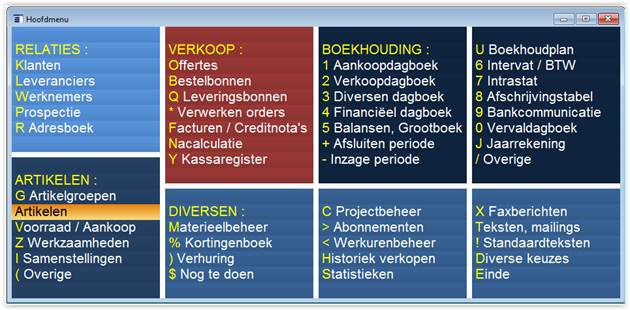 Hoofdmenu
RELATIES :
Klanten
Leveranciers
Werknemers
Prospectie
R Adresboek
ARTIKELEN :
G Artikelgroepen
Artikelen
Voorraad / Aankoop
Z Werkzaamheden
I Samenstellingen
( Overige
VERKOOP :
Offertes
Bestelbonnen
Q Leveringsbonnen
* Verwerken orders
Facturen / Creditnota's
Nacalculatie
Y Kassaregister
DIVERSEN :
Materieelbeheer
% Kortingenboek
) Verhuring
$ Nog te doen
BOEKHOUDING :
1 Aankoopdagboek
2 Verkoopdagboek
3 Diversen dagboek
4 Financiëel dagboek
5 Balansen, Grootboek
+ Afsluiten periode
- Inzage periode
C Projectbeheer
> Abonnementen
< Werkurenbeheer
Historiek verkopen
Statistieken
U Boekhoudplan
6 Intervat / BTW
7 Intrastat
8 Afschrijvingstabel
9 Bankcommunicatie
0 Vervaldagboek
J Jaarrekening
/ Overige
X Faxberichten
Teksten, mailings
! Standaardteksten
Diverse keuzes
Einde